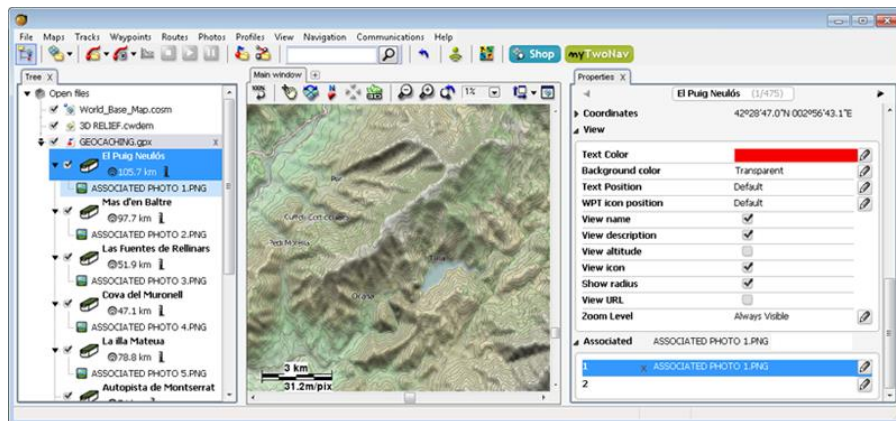 File Maps Tracks Waypoints Routes Photos Profiles View Navigation Communications Help
Shop
myTwoNav
Tree X
Open files
World_Base_Map.cosm
3D RELIEF.cwdem
GEOCACHING.gpx X
El Puig Neulós
105.7 km
ASSOCIATED PHOTO 1.PNG
Mas d'en Baltre
97.7 km
ASSOCIATED PHOTO 2.PNG
Las Fuentes de Rellinars
51.9 km
ASSOCIATED PHOTO 3.PNG
Cova del Muronell
47.1 km
ASSOCIATED PHOTO 4.PNG
La illa Mateua
78.8 km
ASSOCIATED PHOTO 5.PNG
Autopista de Montserrat
Main window
100%
1%
3 km
31.2m/pix
Properties X
El Puig Neulós (1/475)
Coordinates 42º28'47.0"N 002º56'43.1"E
View
Text Color
Background color Transparent
Text Position Default
WPT icon position Default
View name
View description
View altitude
View icon
Show radius
View URL
Zoom Level Always Visible
Associated ASSOCIATED PHOTO 1.PNG
1 X ASSOCIATED PHOTO 1.PNG
2